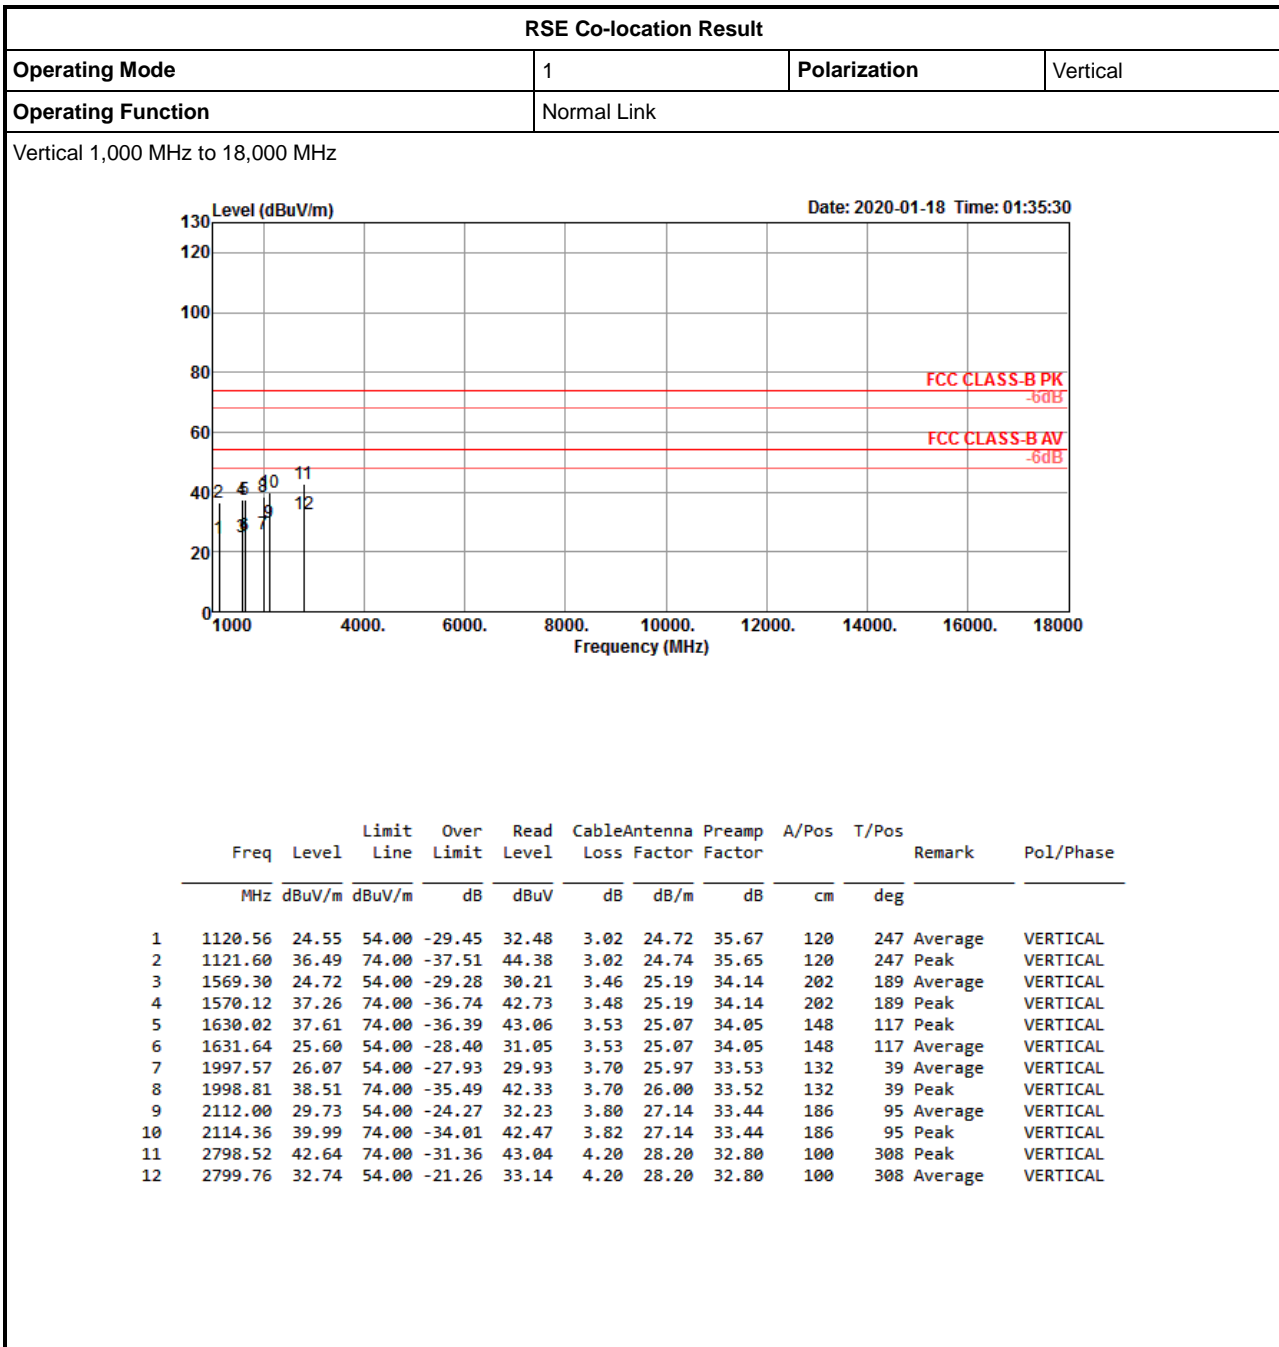 RSE Co-location Result
Operating Mode 1 Polarization Vertical
Operating Function Normal Link
Vertical 1,000 MHz to 18,000 MHz
Level (dBuV/m) Date: 2020-01-18 Time: 01:35:30
130
120
100
80
FCC CLASS-B PK
-6dB
60
FCC CLASS-B AV
-6dB
40
20
0
2 4 5 8 10 11
1 3 6 7 9 12
1000 4000. 6000. 8000. 10000. 12000. 14000. 16000. 18000
Frequency (MHz)
Limit Over Read CableAntenna Preamp A/Pos T/Pos
Freq Level Line Limit Level Loss Factor Factor Remark Pol/Phase
MHz dBuV/m dBuV/m dB dBuV dB dB/m dB cm deg
1 1120.56 24.55 54.00 -29.45 32.48 3.02 24.72 35.67 120 247 Average VERTICAL
2 1121.60 36.49 74.00 -37.51 44.38 3.02 24.74 35.65 120 247 Peak VERTICAL
3 1569.30 24.72 54.00 -29.28 30.21 3.46 25.19 34.14 202 189 Average VERTICAL
4 1570.12 37.26 74.00 -36.74 42.73 3.48 25.19 34.14 202 189 Peak VERTICAL
5 1630.02 37.61 74.00 -36.39 43.06 3.53 25.07 34.05 148 117 Peak VERTICAL
6 1631.64 25.60 54.00 -28.40 31.05 3.53 25.07 34.05 148 117 Average VERTICAL
7 1997.57 26.07 54.00 -27.93 29.93 3.70 25.97 33.53 132 39 Average VERTICAL
8 1998.81 38.51 74.00 -35.49 42.33 3.70 26.00 33.52 132 39 Peak VERTICAL
9 2112.00 29.73 54.00 -24.27 32.23 3.80 27.14 33.44 186 95 Average VERTICAL
10 2114.36 39.99 74.00 -34.01 42.47 3.82 27.14 33.44 186 95 Peak VERTICAL
11 2798.52 42.64 74.00 -31.36 43.04 4.20 28.20 32.80 100 308 Peak VERTICAL
12 2799.76 32.74 54.00 -21.26 33.14 4.20 28.20 32.80 100 308 Average VERTICAL